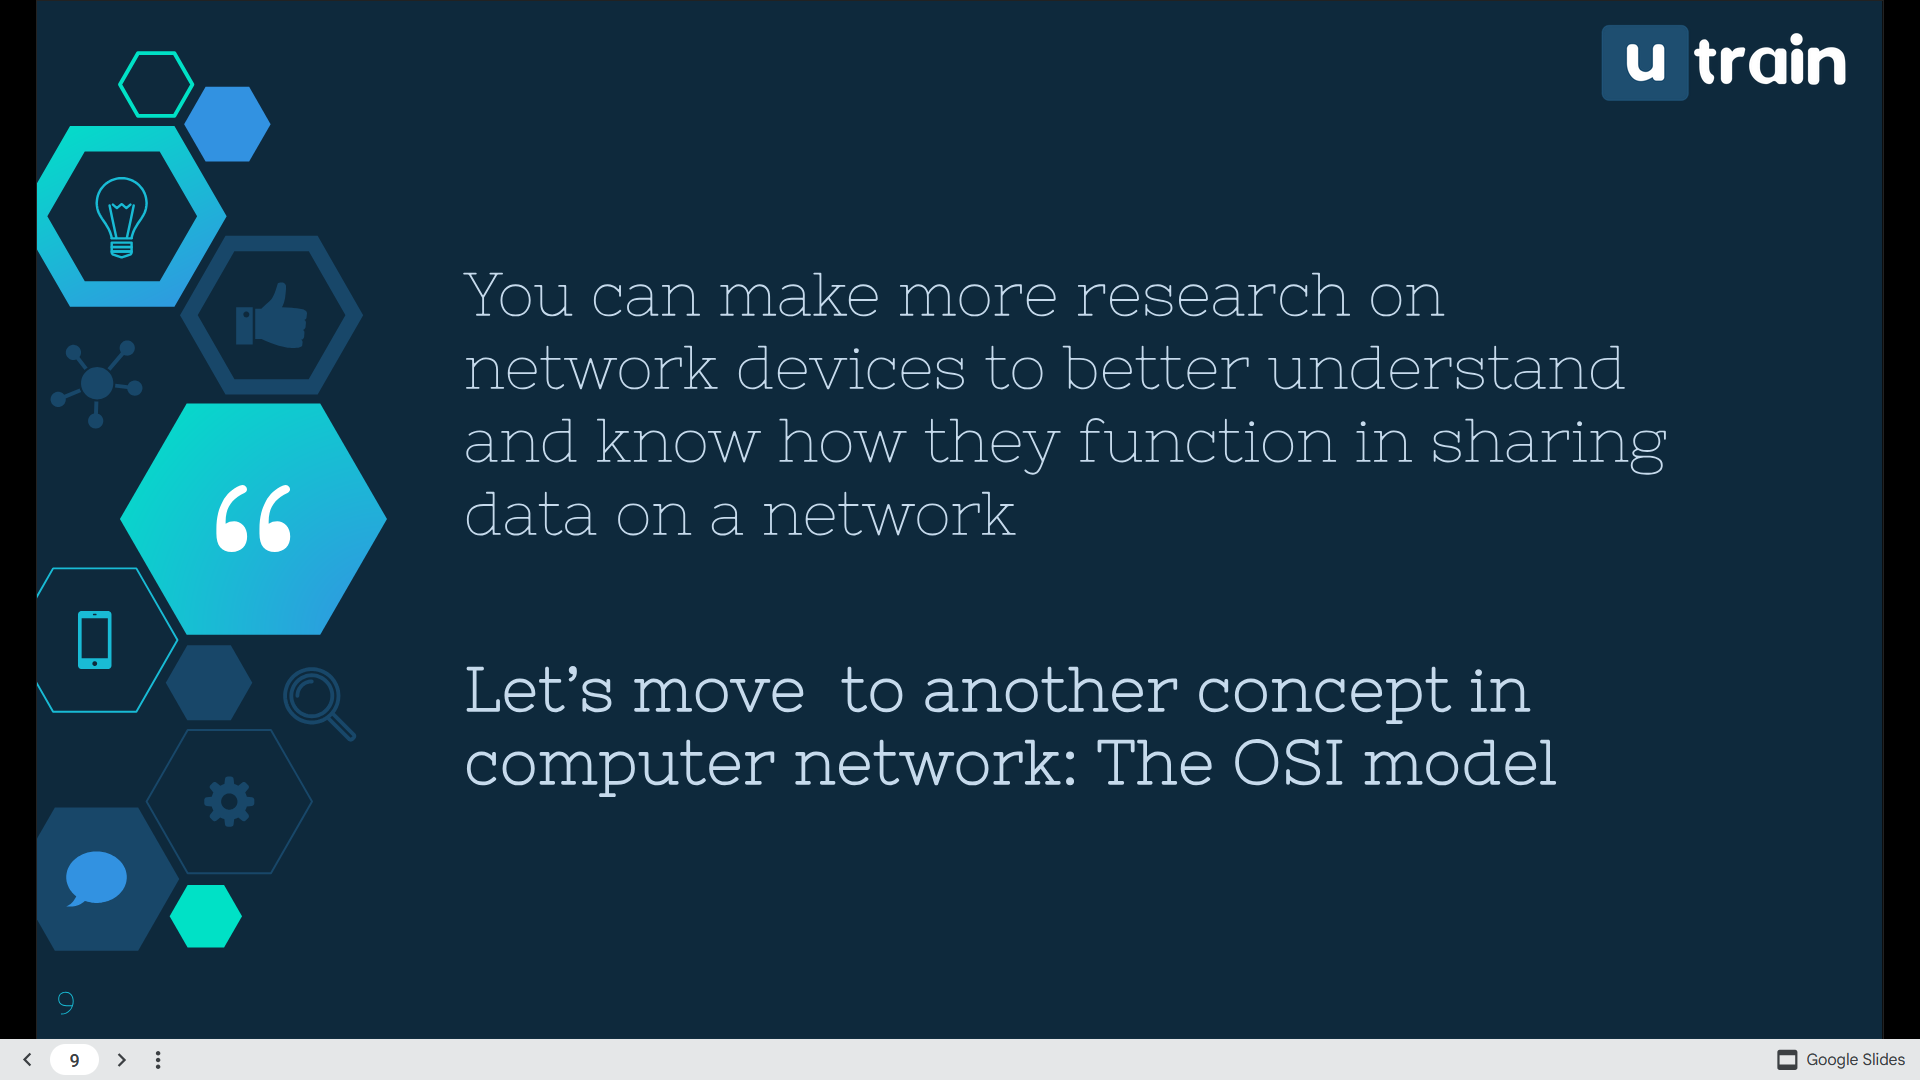 u train
You can make more research on
network devices to better understand
and know how they function in sharing
data on a network
Let’s move  to another concept in
computer network: The OSI model
9
9
Google Slides